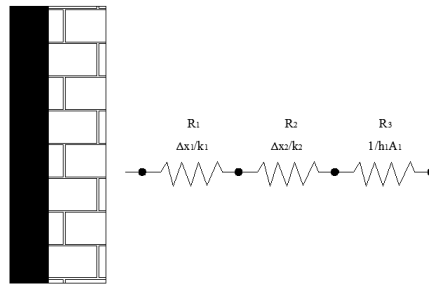 R₁ R₂ R₃
Δx₁/k₁ Δx₂/k₂ 1/h₁A₁